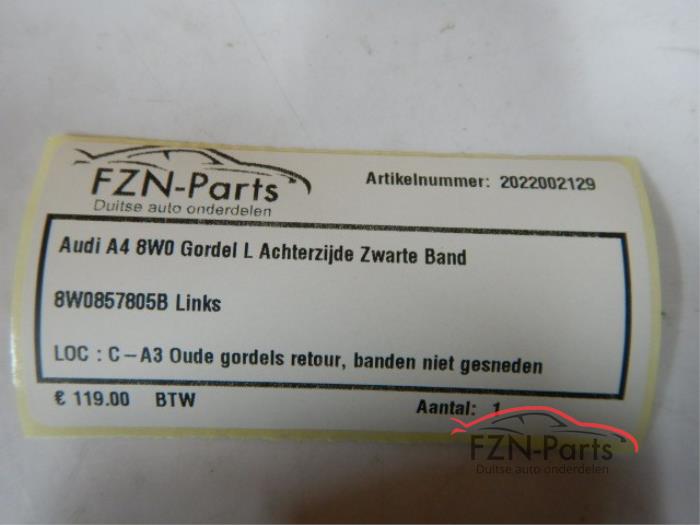 FZN-Parts
Duitse auto onderdelen
Artikelnummer: 2022002129
Audi A4 8W0 Gordel L Achterzijde Zwarte Band
8W0857805B Links
LOC : C-A3 Oude gordels retour, banden niet gesneden
€ 119.00 BTW
Aantal: 1
FZN-Parts
Duitse auto onderdelen